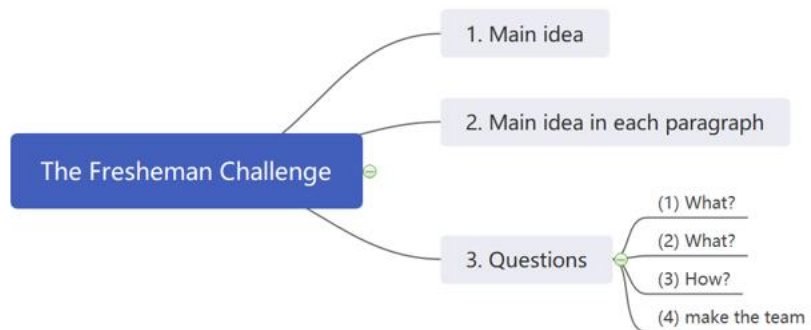 The Fresheman Challenge
1. Main idea
2. Main idea in each paragraph
3. Questions
(1) What?
(2) What?
(3) How?
(4) make the team